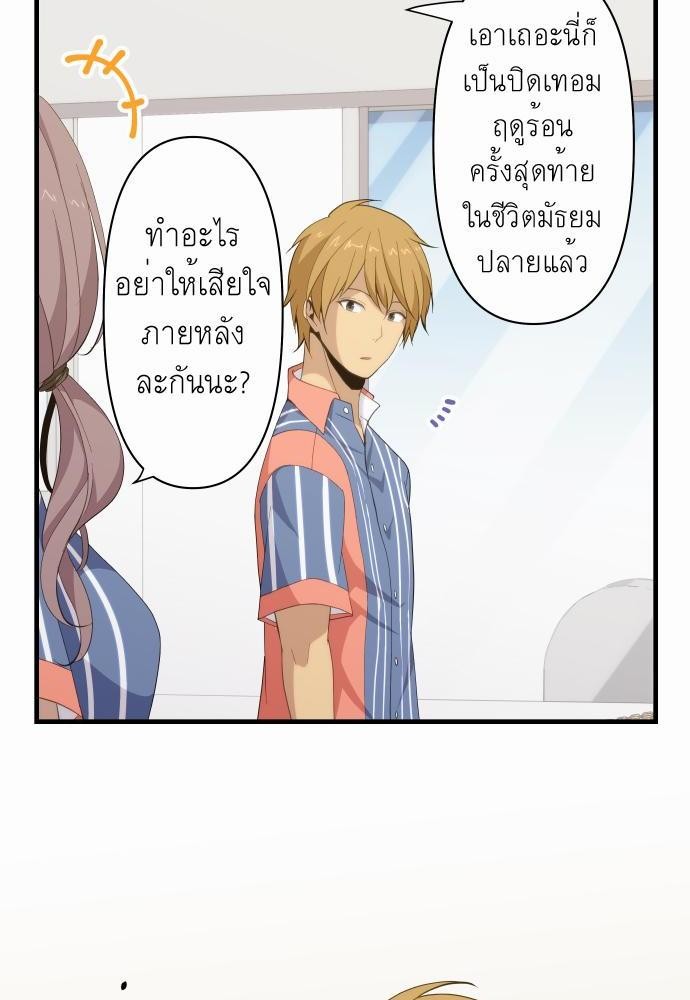 เอาเถอะนี่ก็
เป็นปิดเทอม
ฤดูร้อน
ครั้งสุดท้าย
ในชีวิตมัธยม
ปลายแล้ว
ทำอะไร
อย่าให้เสียใจ
ภายหลัง
ละกันนะ?